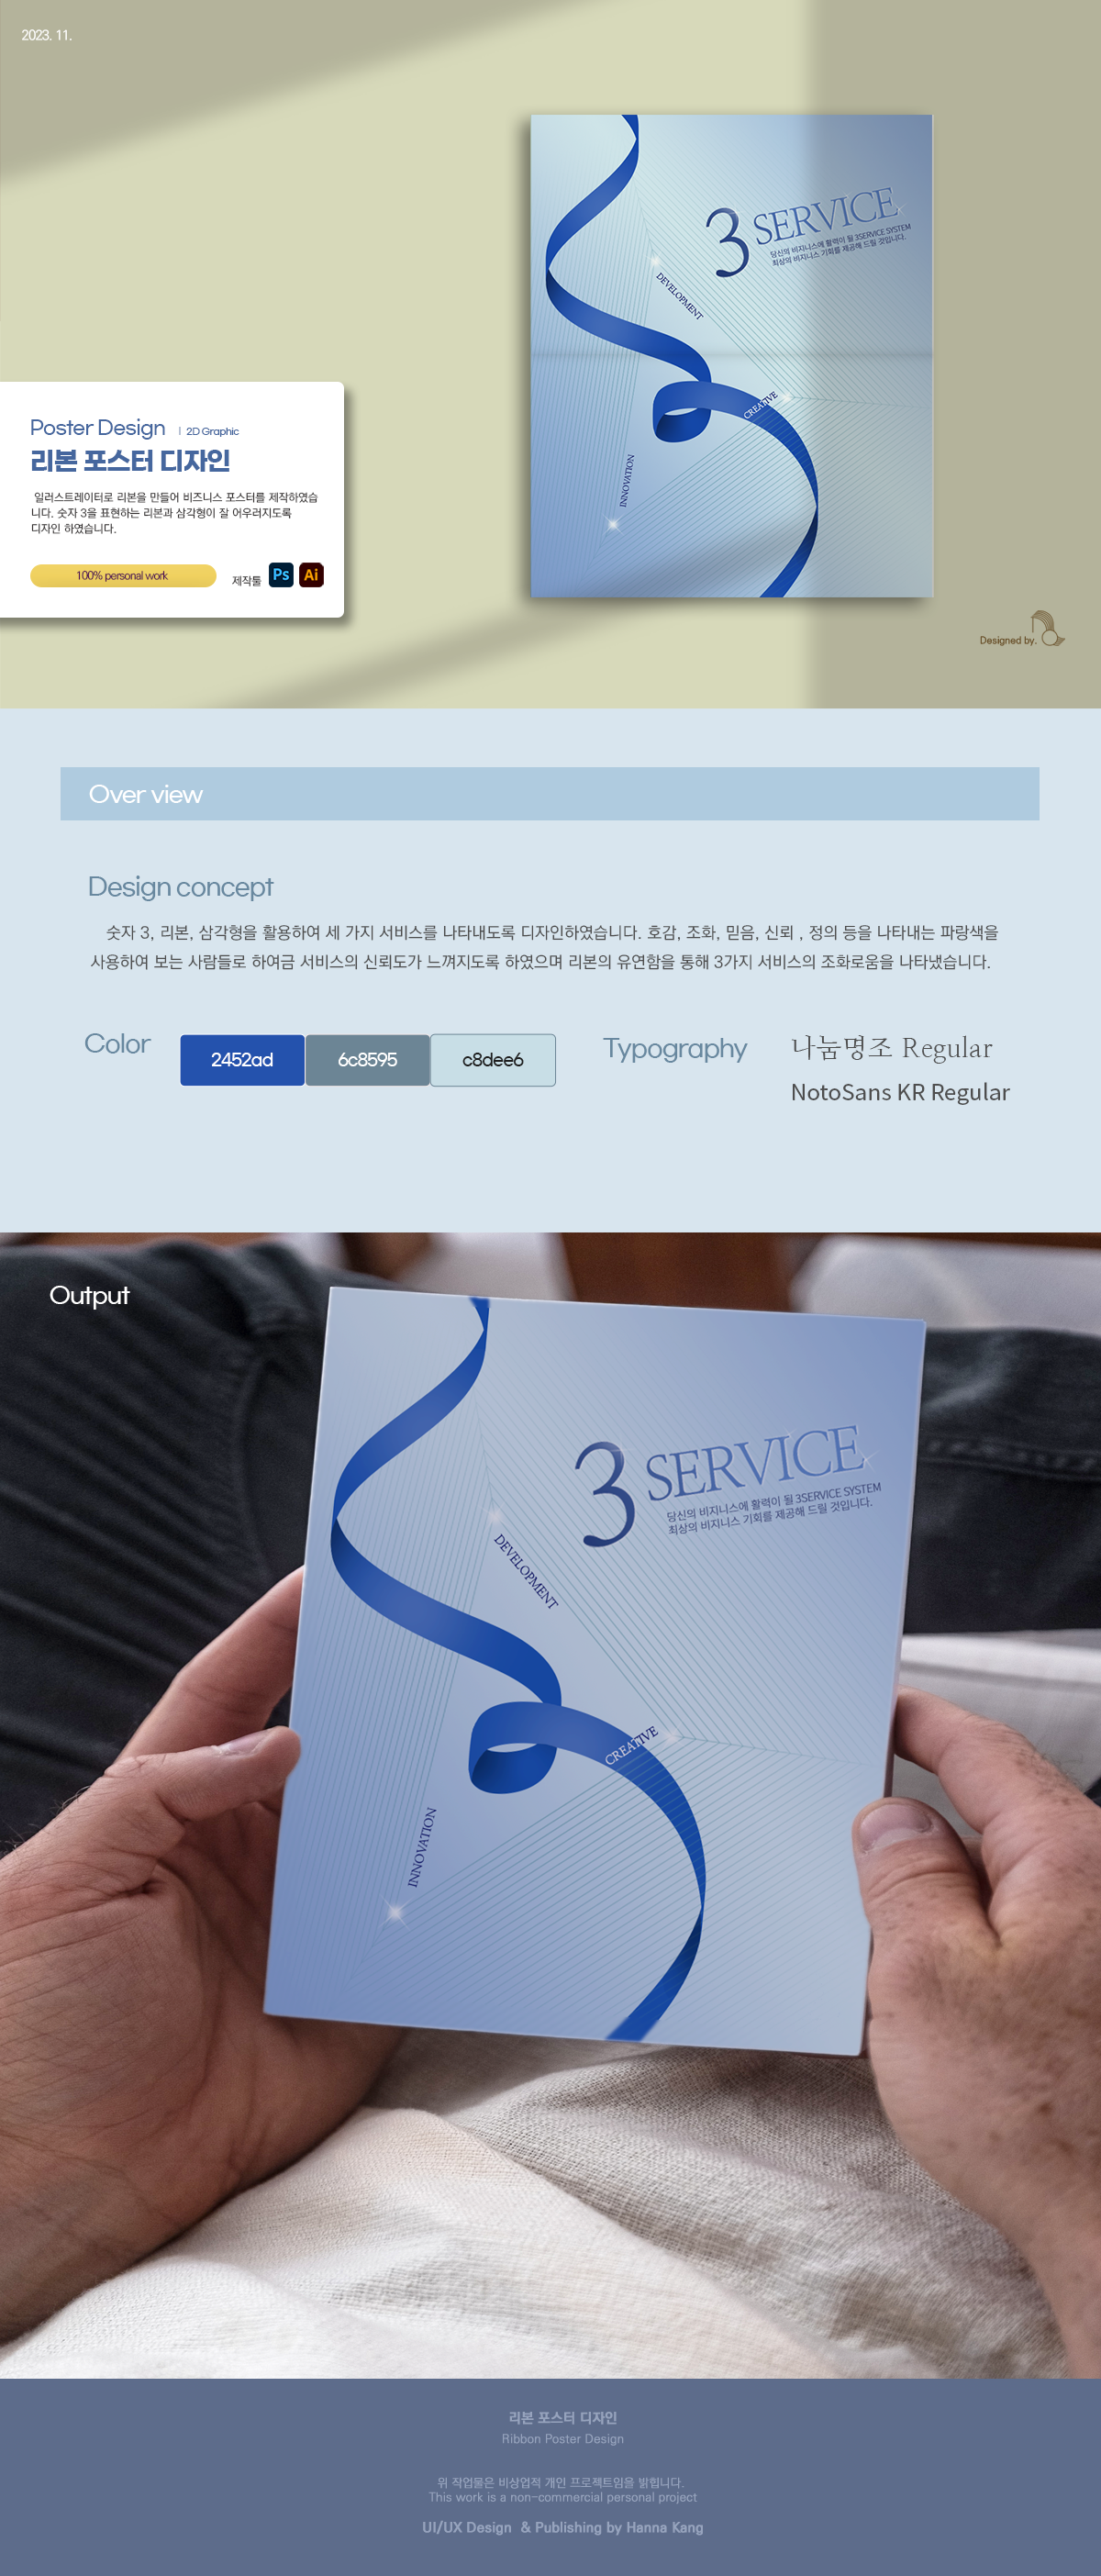 2023. 11.
3 SERVICE
당신의 비지니스에 활력이 될 3SERVICE SYSTEM
최상의 비지니스 기회를 제공해 드릴 것입니다.
DEVELOPMENT
CREATIVE
INNOVATION
Poster Design | 2D Graphic
리본 포스터 디자인
일러스트레이터로 리본을 만들어 비즈니스 포스터를 제작하였습
니다. 숫자 3을 표현하는 리본과 삼각형이 잘 어우러지도록
디자인 하였습니다.
100% personal work
제작툴 Ps Ai
Designed by.
Over view
Design concept
숫자 3, 리본, 삼각형을 활용하여 세 가지 서비스를 나타내도록 디자인하였습니다. 호감, 조화, 믿음, 신뢰 , 정의 등을 나타내는 파랑색을
사용하여 보는 사람들로 하여금 서비스의 신뢰도가 느껴지도록 하였으며 리본의 유연함을 통해 3가지 서비스의 조화로움을 나타냈습니다.
Color
2452ad
6c8595
c8dee6
Typography
나눔명조 Regular
NotoSans KR Regular
Output
3 SERVICE
당신의 비지니스에 활력이 될 3SERVICE SYSTEM
최상의 비지니스 기회를 제공해 드릴 것입니다.
DEVELOPMENT
CREATIVE
INNOVATION
리본 포스터 디자인
Ribbon Poster Design
위 작업물은 비상업적 개인 프로젝트임을 밝힙니다.
This work is a non-commercial personal project
UI/UX Design & Publishing by Hanna Kang